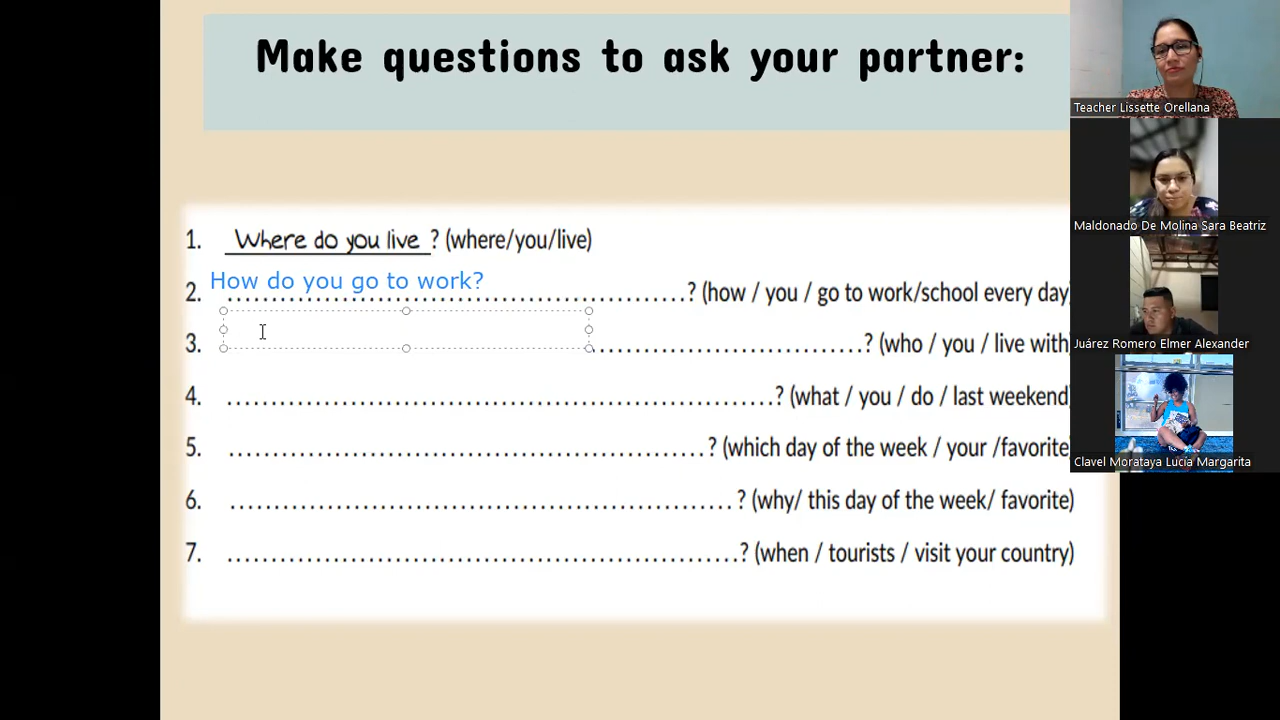 Make questions to ask your partner:
1. Where do you live ? (where/you/live)
How do you go to work?
2. ? (how / you / go to work/school every day)
3. ? (who / you / live with)
4. ? (what / you / do / last weekend)
5. ? (which day of the week / your /favorite)
6. ? (why/ this day of the week/ favorite)
7. ? (when / tourists / visit your country)
Teacher Lissette Orellana
Maldonado De Molina Sara Beatriz
Juárez Romero Elmer Alexander
Clavel Morataya Lucía Margarita